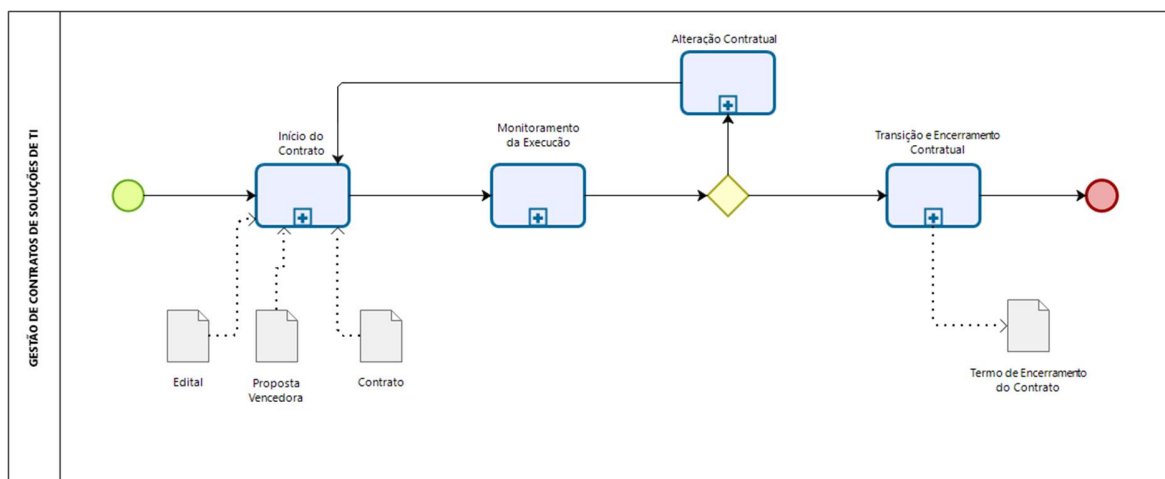 GESTÃO DE CONTRATOS DE SOLUÇÕES DE TI
Alteração Contratual
Início do
Contrato
Monitoramento
da Execucão
Transição e Encerramento
Contratual
Edital
Proposta
Vencedora
Contrato
Termo de Encerramento
do Contrato